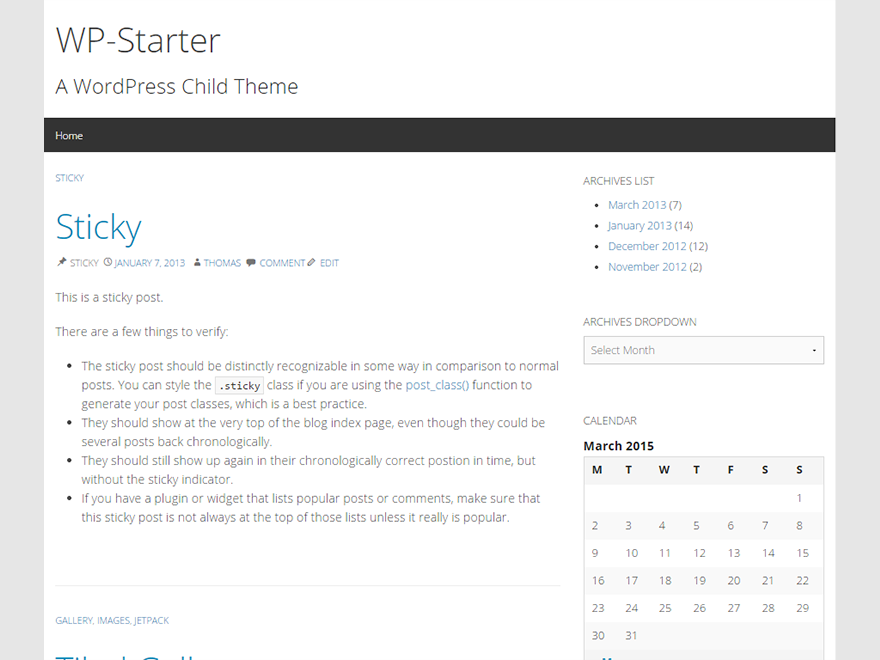 WP-Starter
A WordPress Child Theme
Home
STICKY
Sticky
STICKY JANUARY 7, 2013 THOMAS COMMENT EDIT
This is a sticky post.
There are a few things to verify:
The sticky post should be distinctly recognizable in some way in comparison to normal
posts. You can style the .sticky class if you are using the post_class() function to
generate your post classes, which is a best practice.
They should show at the very top of the blog index page, even though they could be
several posts back chronologically.
They should still show up again in their chronologically correct postion in time, but
without the sticky indicator.
If you have a plugin or widget that lists popular posts or comments, make sure that
this sticky post is not always at the top of those lists unless it really is popular.
GALLERY, IMAGES, JETPACK
ARCHIVES LIST
March 2013 (7)
January 2013 (14)
December 2012 (12)
November 2012 (2)
ARCHIVES DROPDOWN
Select Month
CALENDAR
March 2015
M T W T F S S
1
2 3 4 5 6 7 8
9 10 11 12 13 14 15
16 17 18 19 20 21 22
23 24 25 26 27 28 29
30 31